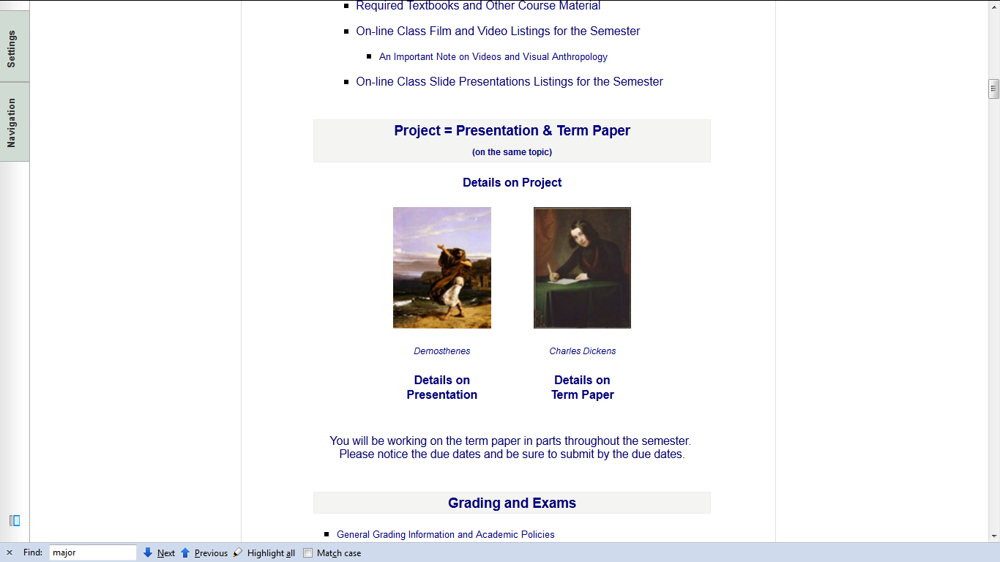 Required Textbooks and Other Course Material
On-line Class Film and Video Listings for the Semester
An Important Note on Videos and Visual Anthropology
On-line Class Slide Presentations Listings for the Semester
Settings
Navigation
Project = Presentation & Term Paper
(on the same topic)
Details on Project
Demosthenes
Charles Dickens
Details on
Presentation
Details on
Term Paper
You will be working on the term paper in parts throughout the semester.
Please notice the due dates and be sure to submit by the due dates.
Grading and Exams
General Grading Information and Academic Policies
Find: major Next Previous Highlight all Match case